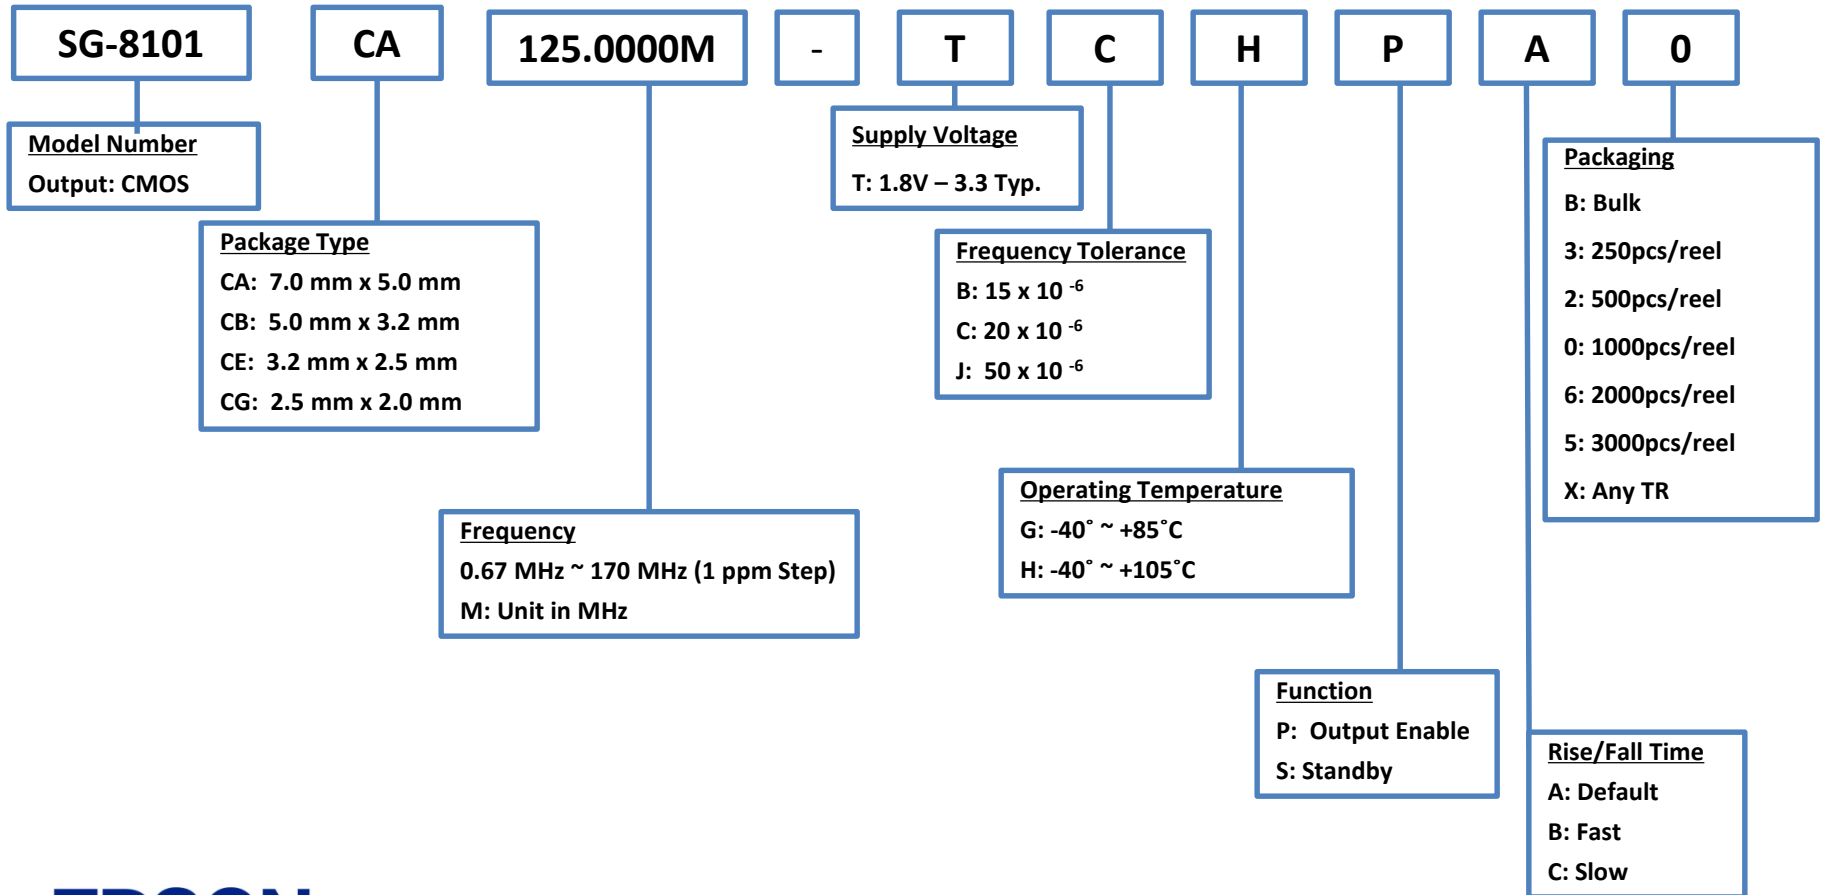 SG-8101 CA 125.0000M - T C H P A 0
Model Number
Output: CMOS
Package Type
CA: 7.0 mm x 5.0 mm
CB: 5.0 mm x 3.2 mm
CE: 3.2 mm x 2.5 mm
CG: 2.5 mm x 2.0 mm
Frequency
0.67 MHz ~ 170 MHz (1 ppm Step)
M: Unit in MHz
Supply Voltage
T: 1.8V – 3.3 Typ.
Frequency Tolerance
B: 15 x 10 -6
C: 20 x 10 -6
J: 50 x 10 -6
Operating Temperature
G: -40˚ ~ +85˚C
H: -40˚ ~ +105˚C
Function
P: Output Enable
S: Standby
Rise/Fall Time
A: Default
B: Fast
C: Slow
Packaging
B: Bulk
3: 250pcs/reel
2: 500pcs/reel
0: 1000pcs/reel
6: 2000pcs/reel
5: 3000pcs/reel
X: Any TR